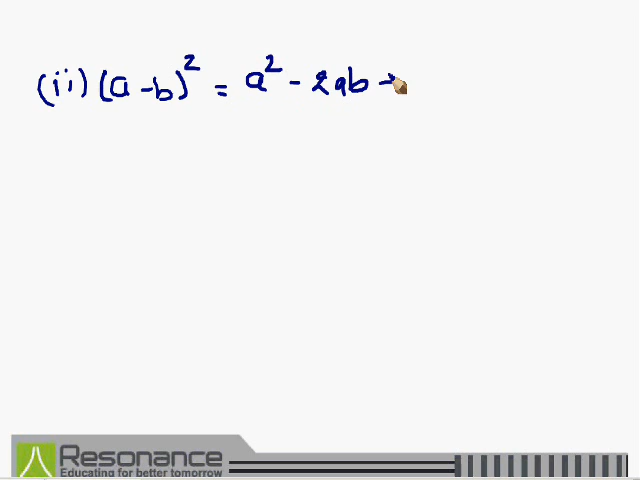 (ii) (a - b)² = a² - 2ab +
Resonance
Educating for better tomorrow